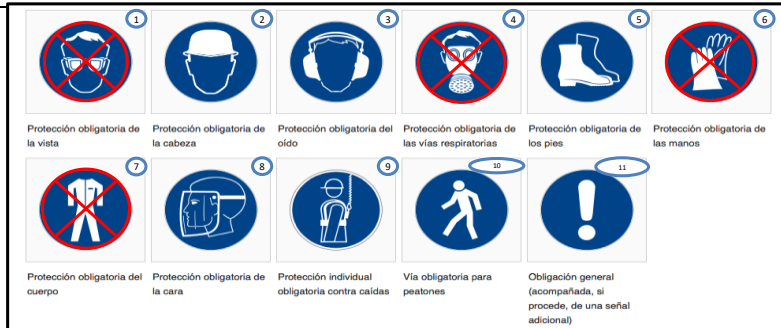 1 2 3 4 5 6
Protección obligatoria de la vista
Protección obligatoria de la cabeza
Protección obligatoria del oído
Protección obligatoria de las vías respiratorias
Protección obligatoria de los pies
Protección obligatoria de las manos
7 8 9 10 11
Protección obligatoria del cuerpo
Protección obligatoria de la cara
Protección individual obligatoria contra caídas
Vía obligatoria para peatones
Obligación general (acompañada, si procede, de una señal adicional)